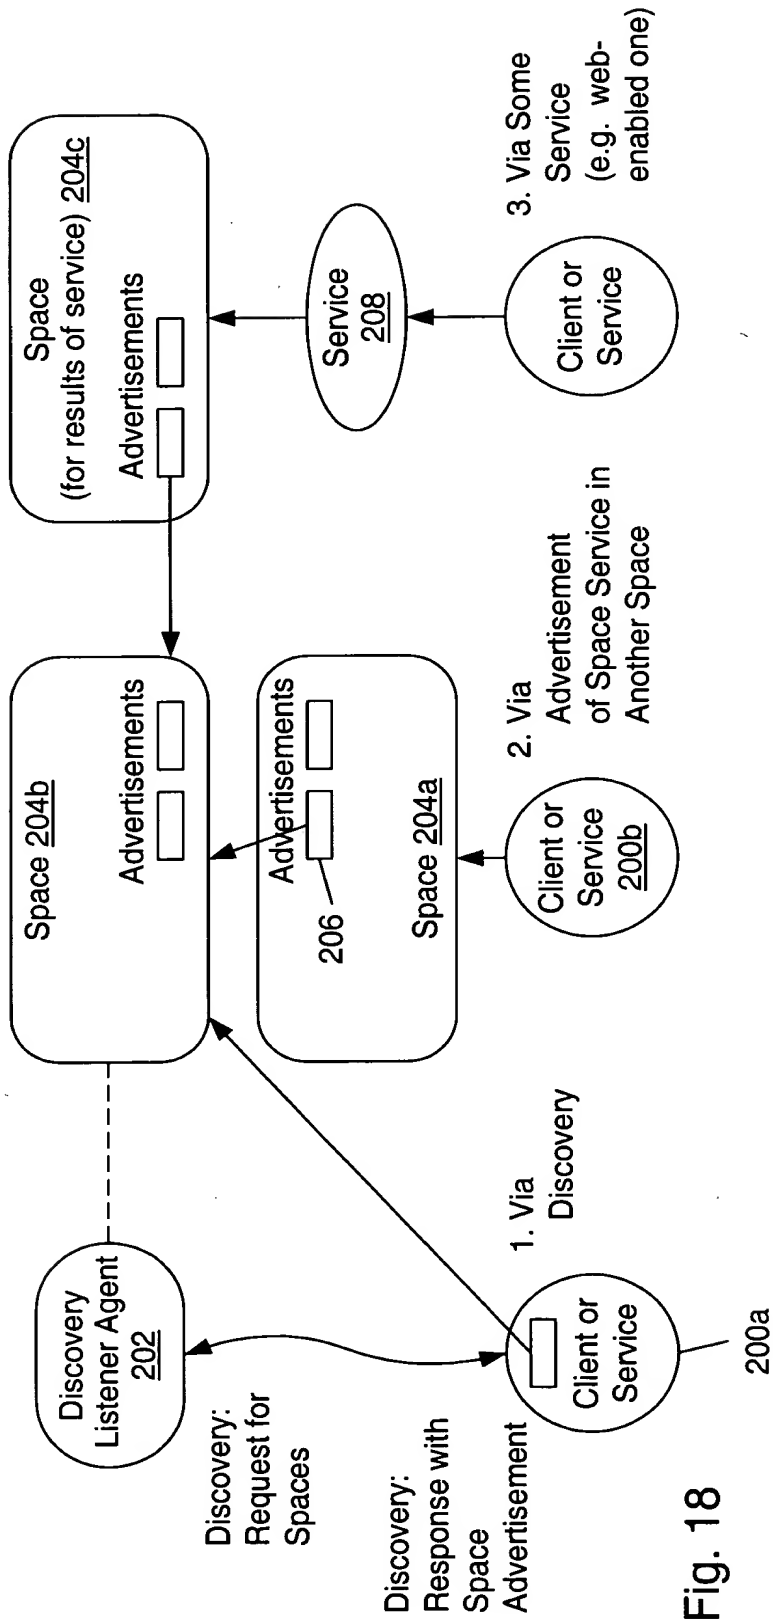 Discovery
Listener Agent
202
Discovery:
Request for
Spaces
Discovery:
Response with
Space
Advertisement
Client or
Service
200a
1. Via
Discovery
Space 204b
Advertisements
Space 204a
Advertisements
206
Client or
Service
200b
2. Via
Advertisement
of Space Service in
Another Space
Space
(for results of service) 204c
Advertisements
Service
208
Client or
Service
3. Via Some
Service
(e.g. web-
enabled one)
Fig. 18